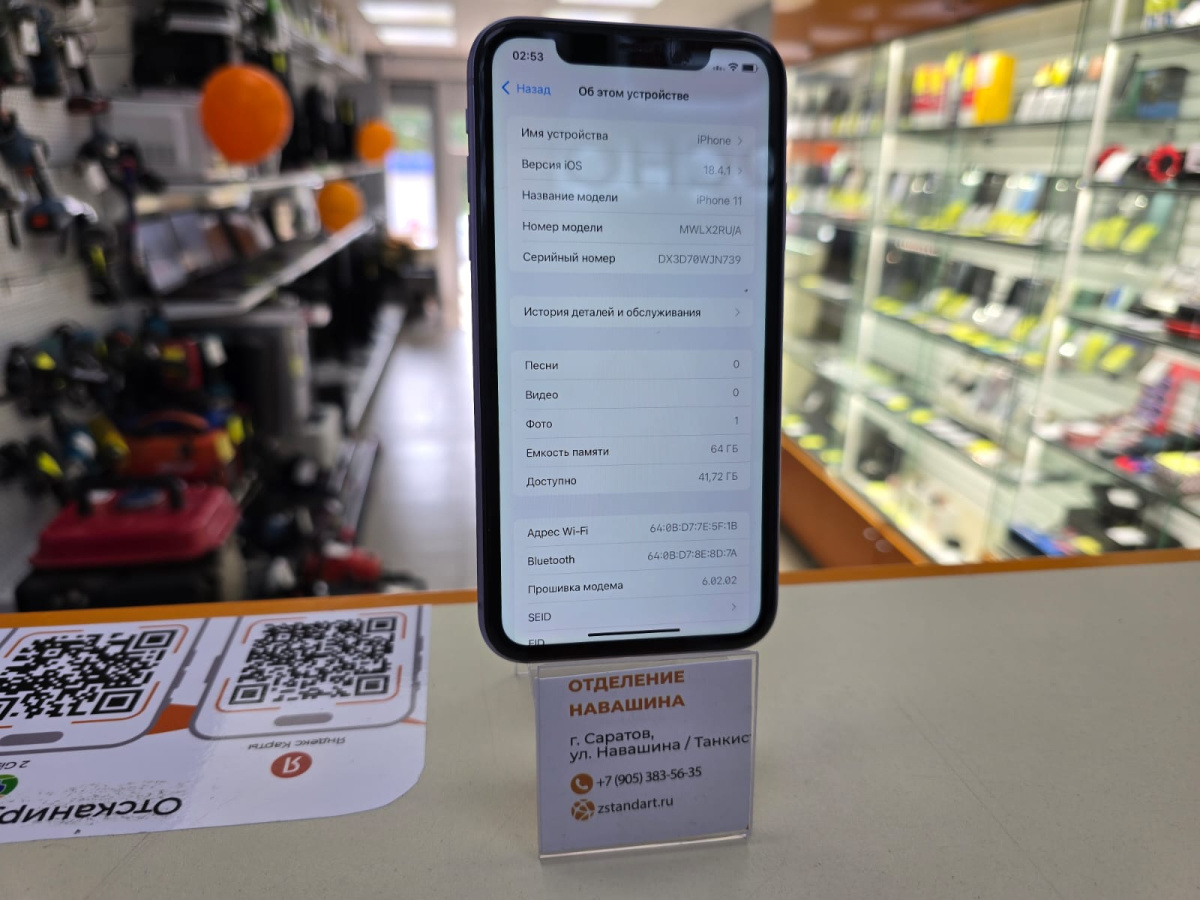 02:53
Назад
Об этом устройстве
Имя устройства iPhone
Версия iOS 18.4.1
Название модели iPhone 11
Номер модели MWLX2RU/A
Серийный номер DX3D70WJN739
История деталей и обслуживания
Песни 0
Видео 0
Фото 1
Емкость памяти 64 ГБ
Доступно 41,72 ГБ
Адрес Wi-Fi 64:0B:D7:7E:5F:1B
Bluetooth 64:0B:D7:8E:8D:7A
Прошивка модема 6.02.02
SEID
EID
ОТДЕЛЕНИЕ
НАВАШИНА
г. Саратов,
ул. Навашина / Танкис
+7 (905) 383-56-35
zstandart.ru
Яндекс Карты
Я
2 Gi
Отсканиру